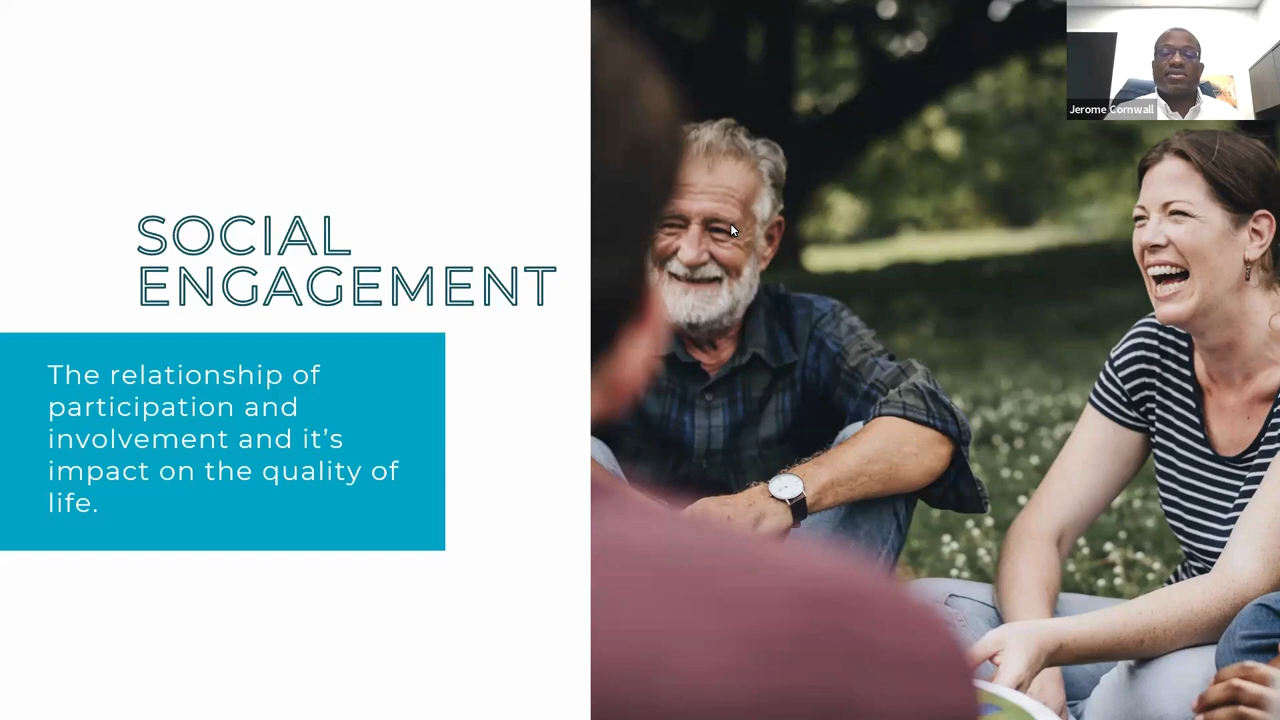 SOCIAL
ENGAGEMENT
The relationship of
participation and
involvement and it’s
impact on the quality of
life.
Jerome Cornwall